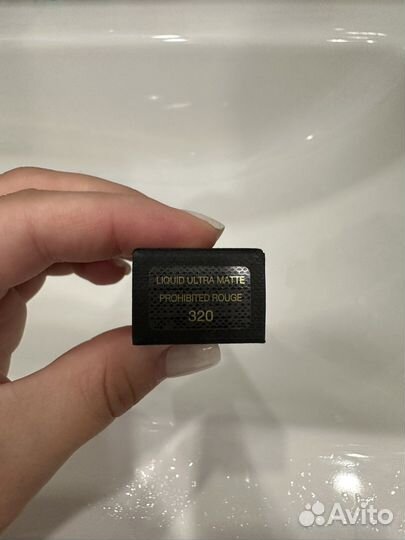 LIQUID ULTRA MATTE
PROHIBITED ROUGE
320
Avito